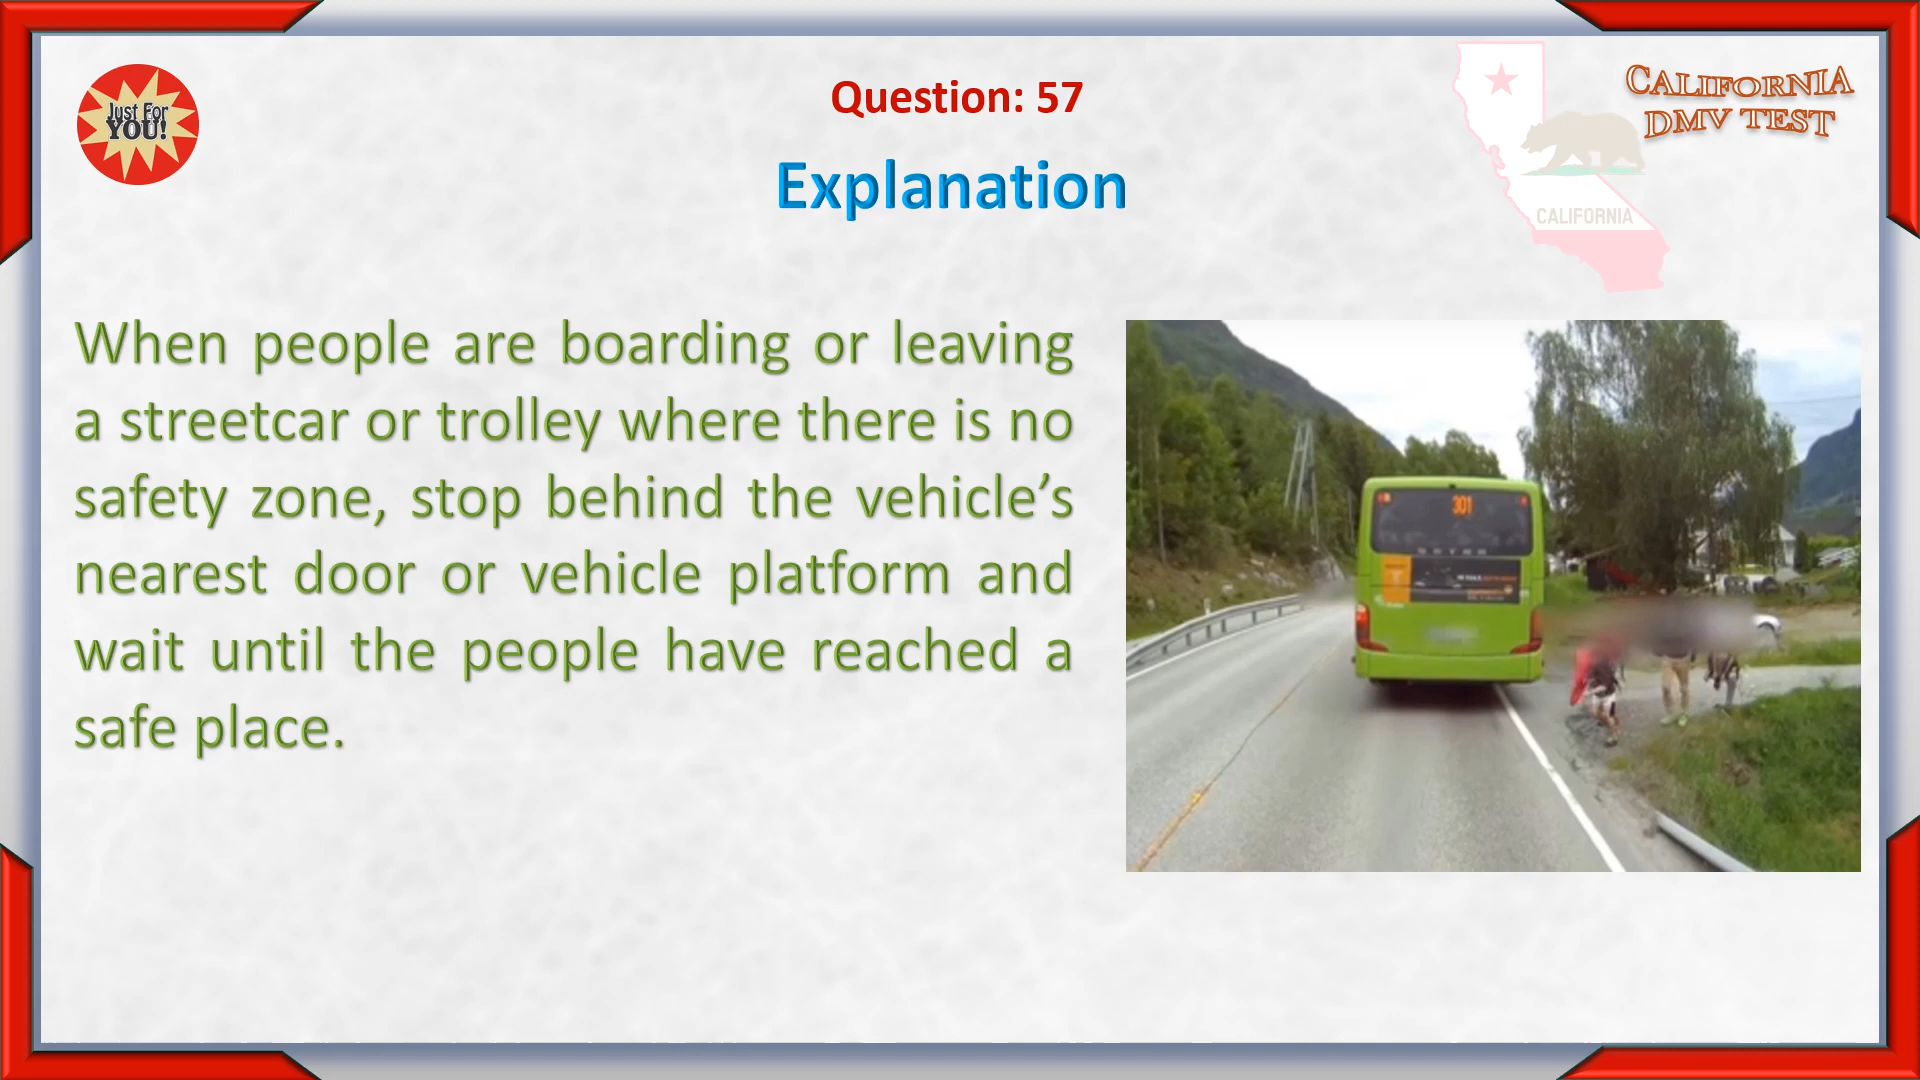 Just For
YOU!
Question: 57
CALIFORNIA
DMV TEST
Explanation
CALIFORNIA
When people are boarding or leaving
a streetcar or trolley where there is no
safety zone, stop behind the vehicle’s
nearest door or vehicle platform and
wait until the people have reached a
safe place.
301